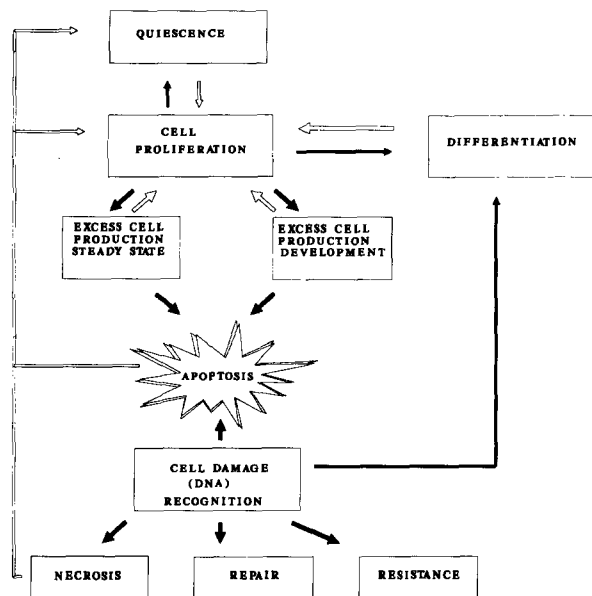 QUIESCENCE
CELL
PROLIFERATION
DIFFERENTIATION
EXCESS CELL
PRODUCTION
STEADY STATE
EXCESS CELL
PRODUCTION
DEVELOPMENT
APOPTOSIS
CELL DAMAGE
(DNA)
RECOGNITION
NECROSIS
REPAIR
RESISTANCE